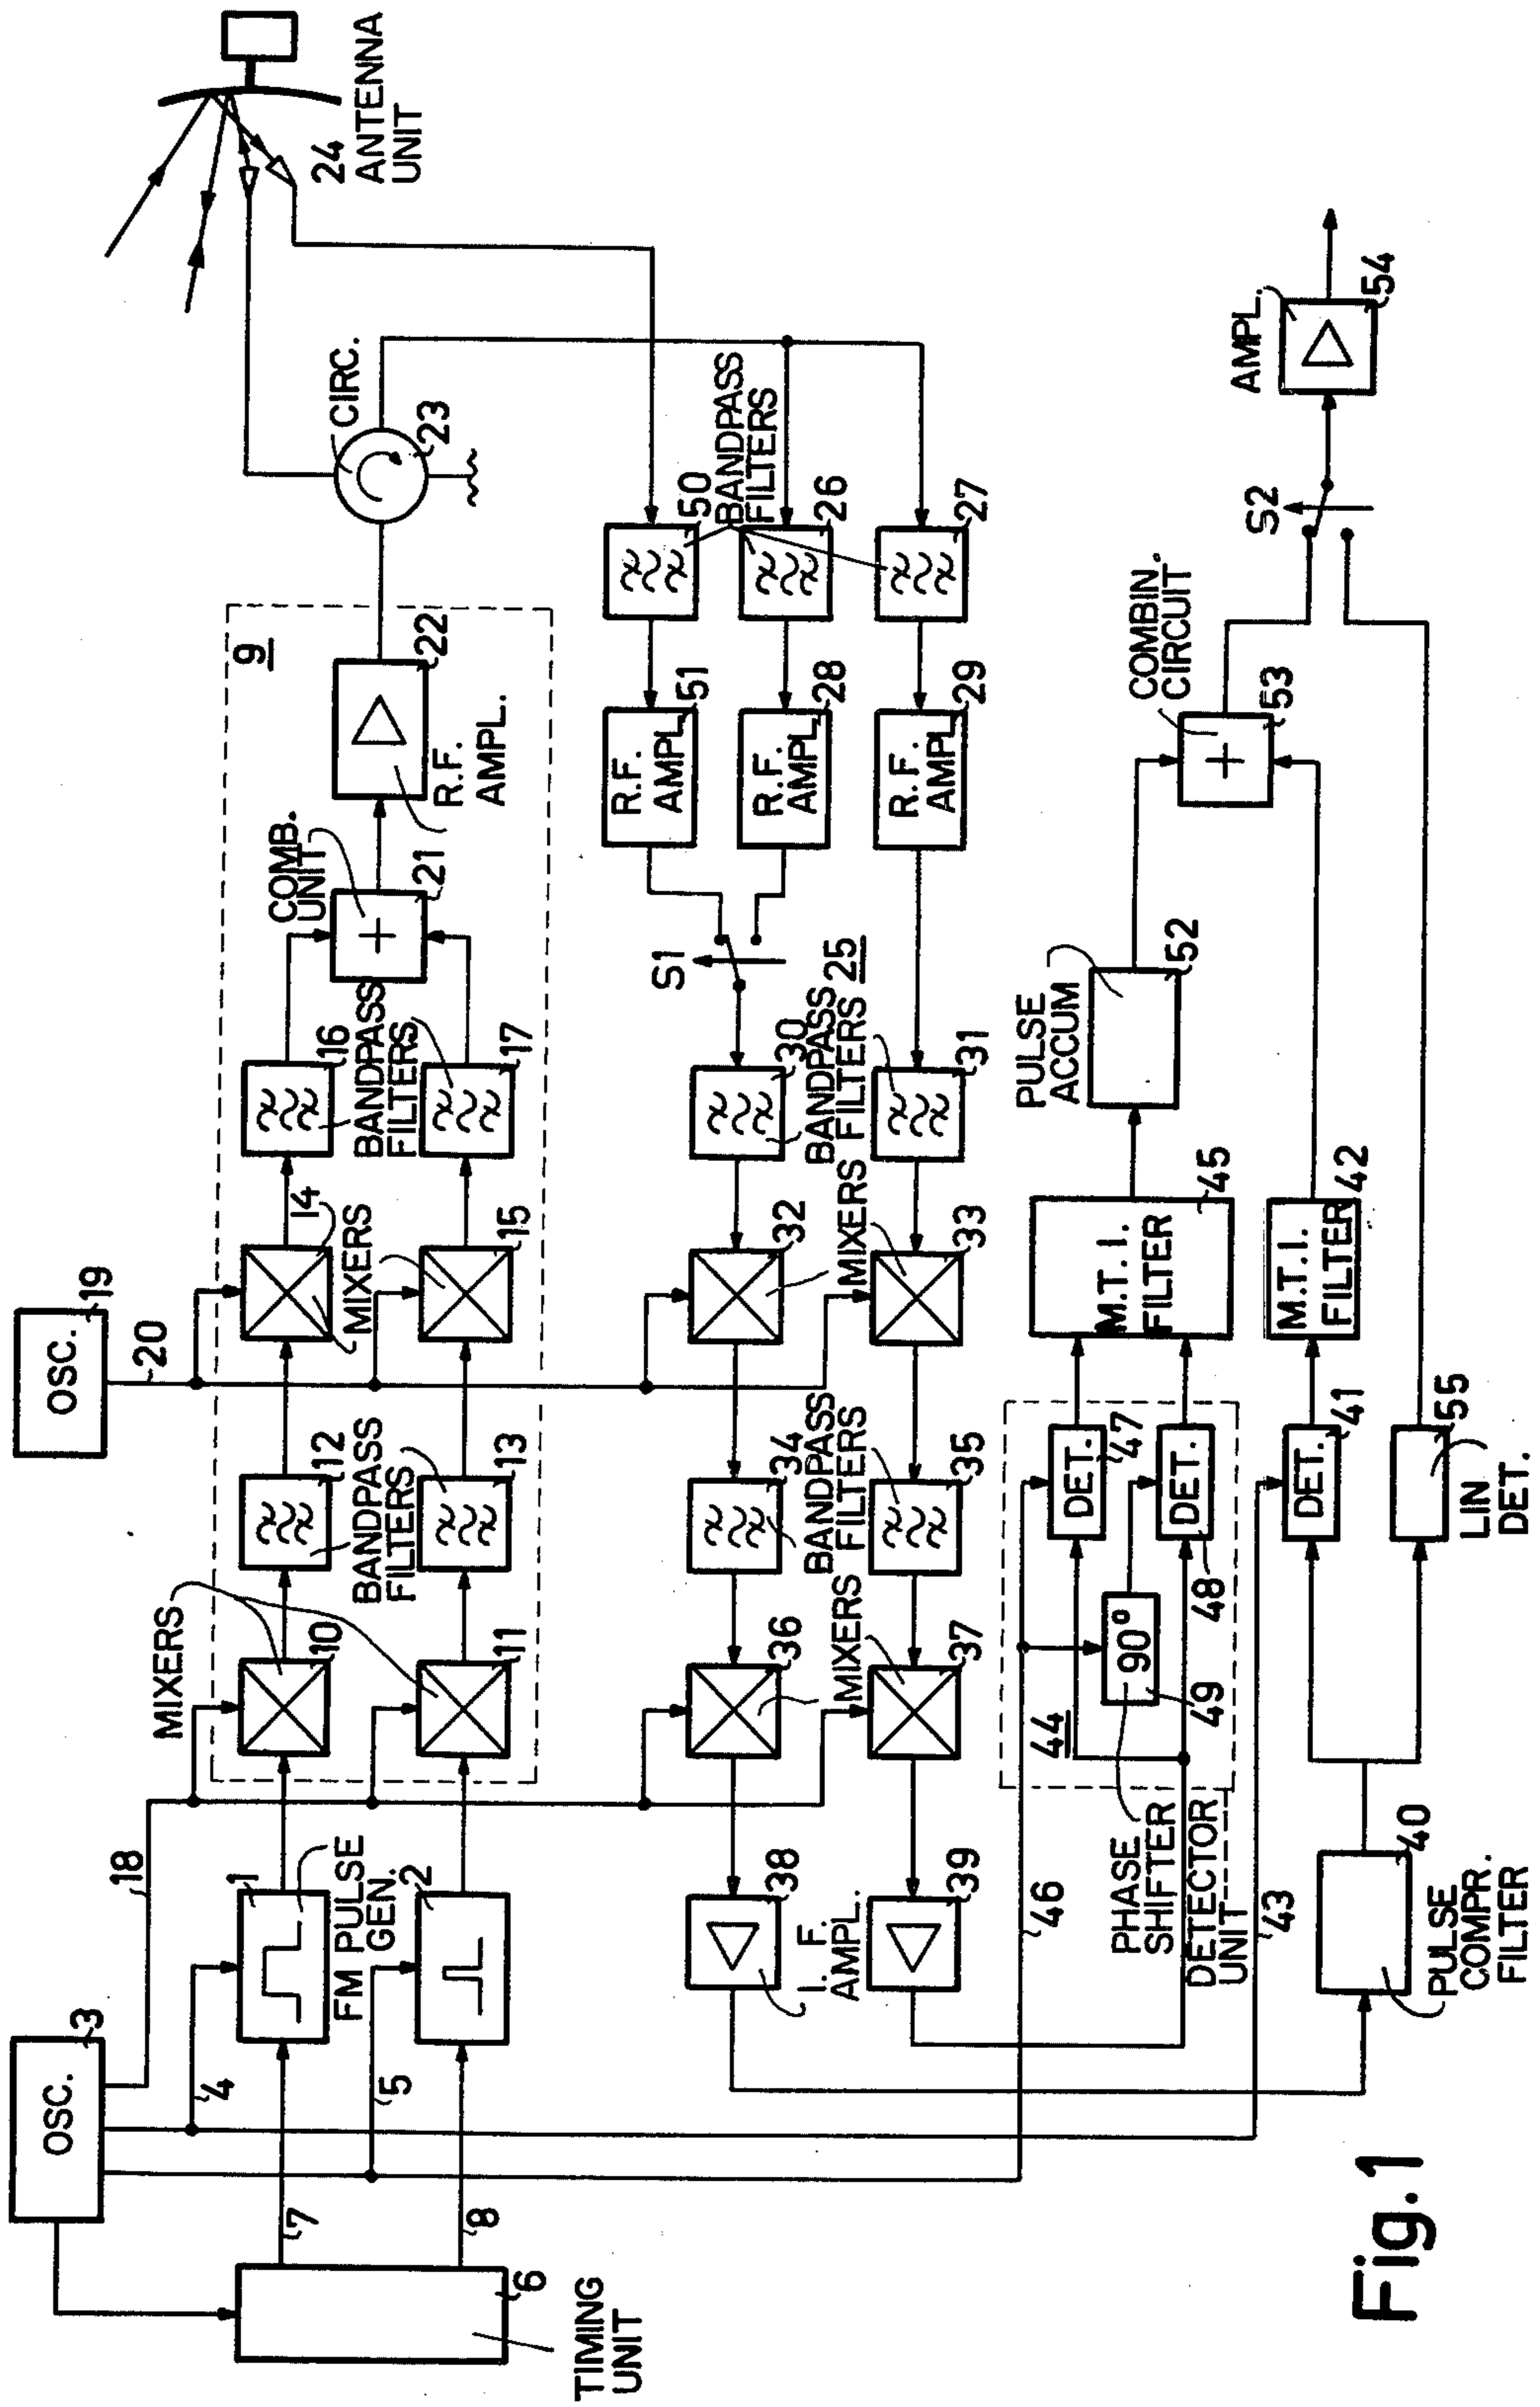 OSC.
3
OSC.
19
20
18
4
5
7
8
6
TIMING
UNIT
1
FM PULSE
GEN.
2
MIXERS
10
11
12
BANDPASS
FILTERS
13
14
MIXERS
15
16
BANDPASS
FILTERS
17
COMB.
UNIT
21
9
22
R.F.
AMPL.
CIRC.
23
24
ANTENNA
UNIT
50
BANDPASS
FILTERS
26
27
R.F.
AMPL.
51
R.F.
AMPL.
28
R.F.
AMPL.
29
S1
25
30
BANDPASS
FILTERS
31
32
MIXERS
33
34
BANDPASS
FILTERS
35
36
MIXERS
37
38
I. F.
AMPL.
39
46
44
DET.
47
DET.
48
90°
49
PHASE
SHIFTER
DETECTOR
UNIT
43
M.T.I.
FILTER
45
M.T.I.
FILTER
42
DET.
41
55
LIN
DET.
40
PULSE
COMPR.
FILTER
PULSE
ACCUM
52
COMBIN.
CIRCUIT
+
53
S2
AMPL.
54
Fig.1